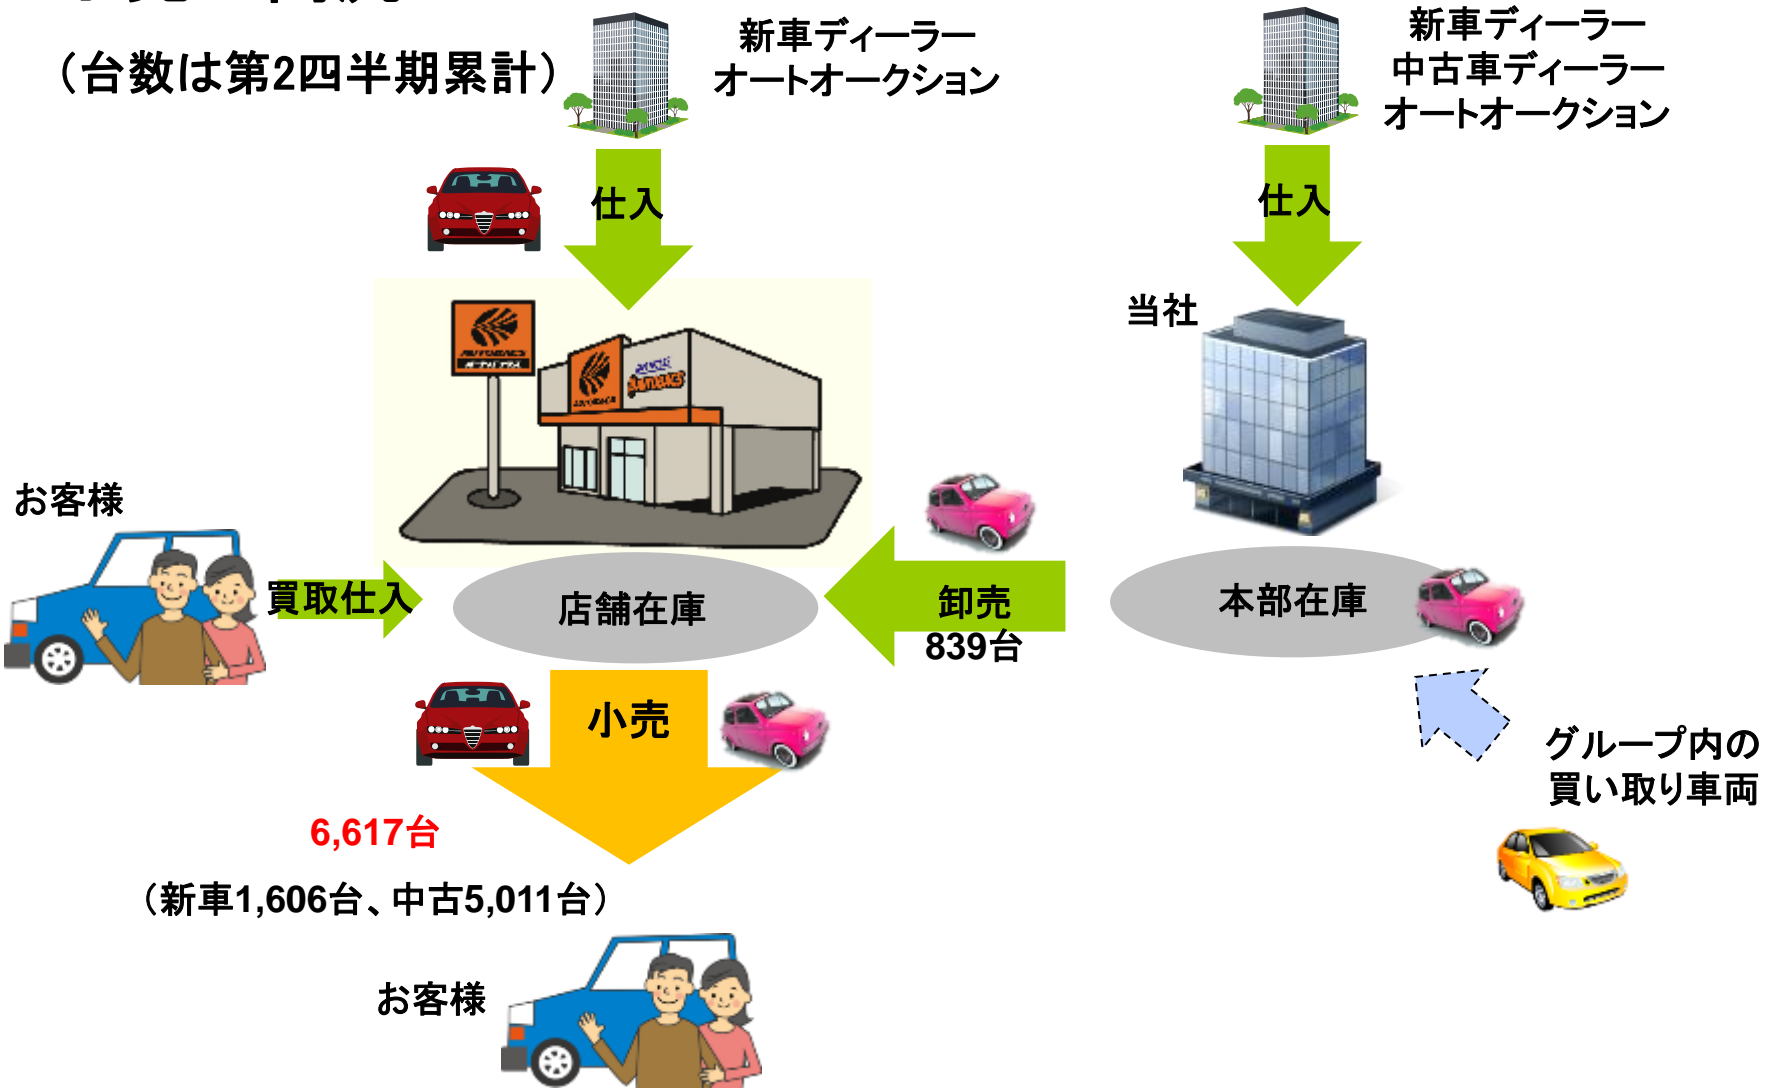 （台数は第2四半期累計）
新車ディーラー
オートオークション
新車ディーラー
中古車ディーラー
オートオークション
仕入
仕入
当社
AUTOBACS
AUTOBACS
お客様
買取仕入
店舗在庫
卸売
839台
本部在庫
小売
グループ内の
買い取り車両
6,617台
（新車1,606台、中古5,011台）
お客様